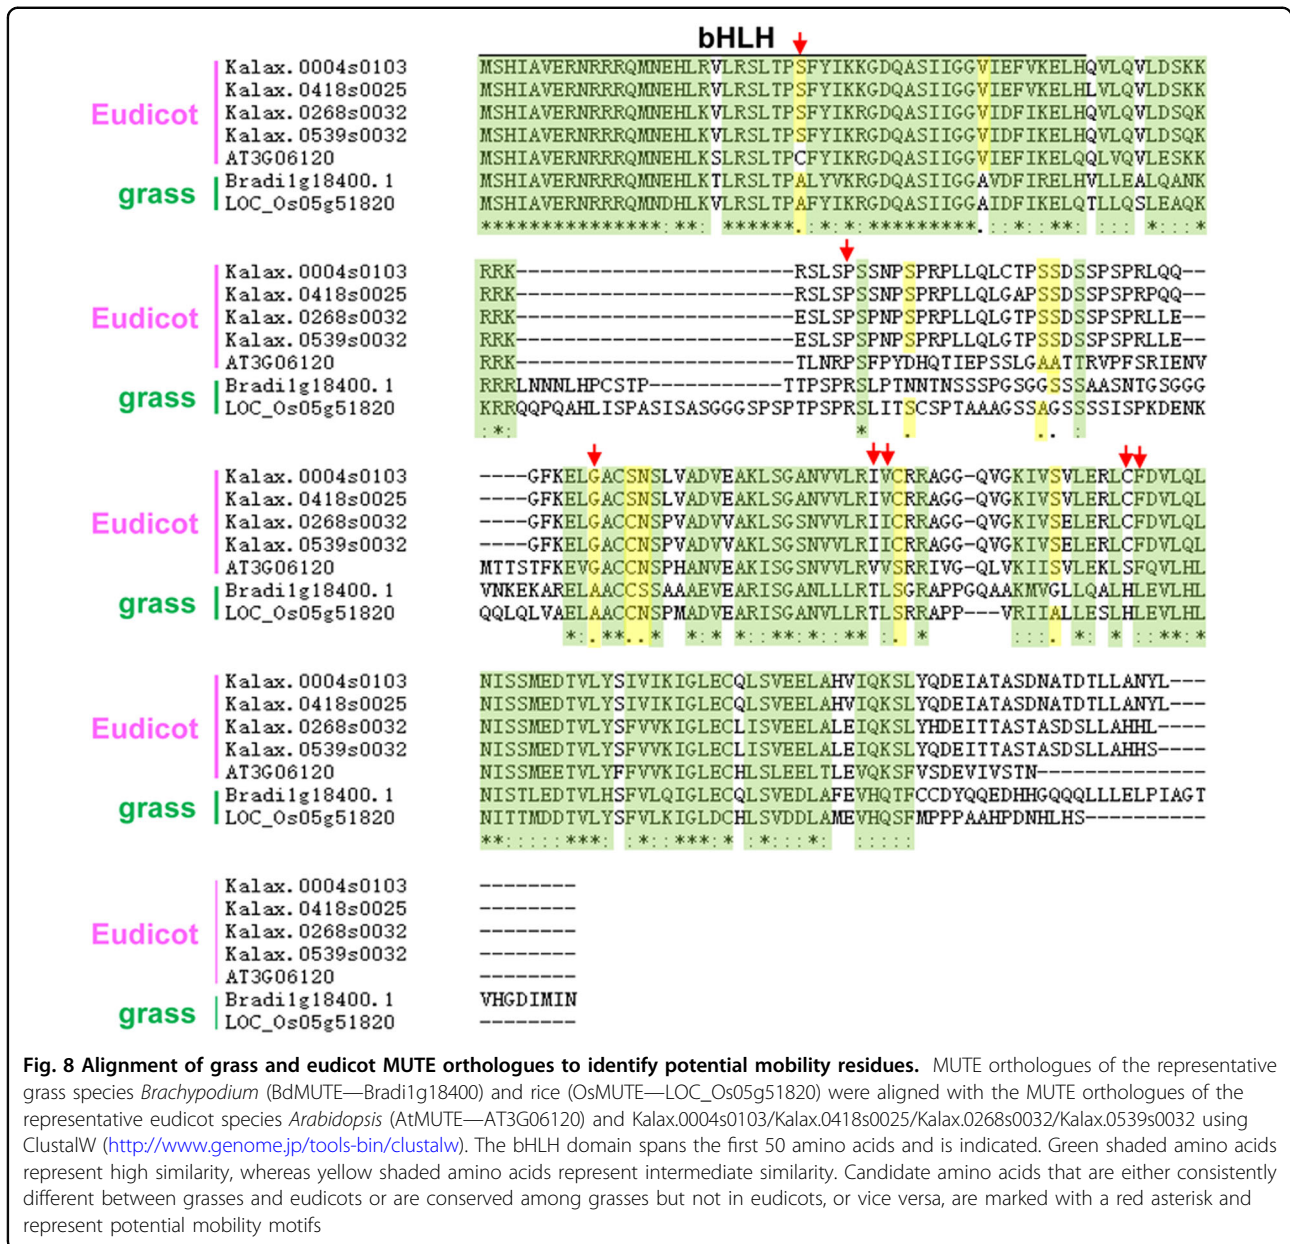 bHLH
Kalax.0004s0103 MSHIAVERNRRRQMNEHLRVLRSLTPSFYIKKGDQASIIGGVIEFVKELHQVLQVLDSKK
Kalax.0418s0025 MSHIAVERNRRRQMNEHLRVLRSLTPSFYIKKGDQASIIGGVIEFVKELHLVLQVLDSKK
Eudicot Kalax.0268s0032 MSHIAVERNRRRQMNEHLKVLRSLTPSFYIKRGDQASIIGGVIDFIKELHQVLQVLDSQK
Kalax.0539s0032 MSHIAVERNRRRQMNEHLKVLRSLTPSFYIKRGDQASIIGGVIDFIKELHQVLQVLDSQK
AT3G06120 MSHIAVERNRRRQMNEHLKSLRSLTPCFYIKRGDQASIIGGVIEFIKELQQLVQVLESKK
grass Bradi1g18400.1 MSHIAVERNRRRQMNEHLKTLRSLTPALYVKRGDQASIIGGAVDFIRELHVLLEALQANK
LOC_Os05g51820 MSHIAVERNRRRQMNDHLKVLRSLTPAFYIKRGDQASIIGGAIDFIKELQTLLQSLEAQK
******************:**: ******.:*:*:*********.::*::**: ::: *:::*
Kalax.0004s0103 RRK-----------------------RSLSPSSNPSPRPLLQLCTPSSDSSPSPRLQQ--
Kalax.0418s0025 RRK-----------------------RSLSPSSNPSPRPLLQLGAPSSDSSPSPRPQQ--
Eudicot Kalax.0268s0032 RRK-----------------------ESLSPSPNPSPRPLLQLGTPSSDSSPSPRLLE--
Kalax.0539s0032 RRK-----------------------ESLSPSPNPSPRPLLQLGTPSSDSSPSPRLLE--
AT3G06120 RRK-----------------------TLNRPSFPYDHQTIEPSSLGAATTRVPFSRIENV
grass Bradi1g18400.1 RRRLNNNLHPCSTP-----------TTPSPRSLPTNNTNSSSPGSGGSSSAASNTGSGGG
LOC_Os05g51820 KRRQQPQAHLISPASISASGGGSPSPTPSPRSLITSCSPTAAAGSSAGSSSSISPKDENK
:*: * . .. :
Kalax.0004s0103 ----GFKELGACSNSLVADVEAKLSGANVVLRIVCRRAGG-QVGKIVSVLERLCFDVLQL
Kalax.0418s0025 ----GFKELGACSNSLVADVEAKLSGANVVLRIVCRRAGG-QVGKIVSVLERLCFDVLQL
Eudicot Kalax.0268s0032 ----GFKELGACCNSPVADVVAKLSGSNVVLRIICRRAGG-QVGKIVSELERLCFDVLQL
Kalax.0539s0032 ----GFKELGACCNSPVADVVAKLSGSNVVLRIICRRAGG-QVGKIVSELERLCFDVLQL
AT3G06120 MTTSTFKEVGACCNSPHANVEAKISGSNVVLRVVSRRIVG-QLVKIISVLEKLSFQVLHL
grass Bradi1g18400.1 VNKEKARELAACCSSAAAEVEARISGANLLLRTLSGRAPPGQAAKMVGLLQALHLEVLHL
LOC_Os05g51820 QQLQLVAELAACCNSPMADVEARISGANVVLRTLSRRAPP---VRIIALLESLHLEVLHL
*:.**..* *:* *::**:*::** :. * :::. *: * ::**:*
Kalax.0004s0103 NISSMEDTVLYSIVIKIGLECQLSVEELAHVIQKSLYQDEIATASDNATDTLLANYL---
Kalax.0418s0025 NISSMEDTVLYSIVIKIGLECQLSVEELAHVIQKSLYQDEIATASDNATDTLLANYL---
Eudicot Kalax.0268s0032 NISSMEDTVLYSFVVKIGLECLISVEELALEIQKSLYHDEITTASTASDSLLAHHL----
Kalax.0539s0032 NISSMEDTVLYSFVVKIGLECLISVEELALEIQKSLYQDEITTASTASDSLLAHHS----
AT3G06120 NISSMEETVLYFFVVKIGLECHLSLEELTLEVQKSFVSDEVIVSTN--------------
grass Bradi1g18400.1 NISTLEDTVLHSFVLQIGLECQLSVEDLAFEVHQTFCCDYQQEDHHGQQQLLLELPIAGT
LOC_Os05g51820 NITTMDDTVLYSFVLKIGLDCHLSVDDLAMEVHQSFMPPPAAHPDNHLHS----------
**:::::***: :*::***:* :*:::*: :::::
Kalax.0004s0103 --------
Kalax.0418s0025 --------
Eudicot Kalax.0268s0032 --------
Kalax.0539s0032 --------
AT3G06120 --------
grass Bradi1g18400.1 VHGDIMIN
LOC_Os05g51820 --------
Fig. 8 Alignment of grass and eudicot MUTE orthologues to identify potential mobility residues. MUTE orthologues of the representative
grass species Brachypodium (BdMUTE—Bradi1g18400) and rice (OsMUTE—LOC_Os05g51820) were aligned with the MUTE orthologues of the
representative eudicot species Arabidopsis (AtMUTE—AT3G06120) and Kalax.0004s0103/Kalax.0418s0025/Kalax.0268s0032/Kalax.0539s0032 using
ClustalW (http://www.genome.jp/tools-bin/clustalw). The bHLH domain spans the first 50 amino acids and is indicated. Green shaded amino acids
represent high similarity, whereas yellow shaded amino acids represent intermediate similarity. Candidate amino acids that are either consistently
different between grasses and eudicots or are conserved among grasses but not in eudicots, or vice versa, are marked with a red asterisk and
represent potential mobility motifs